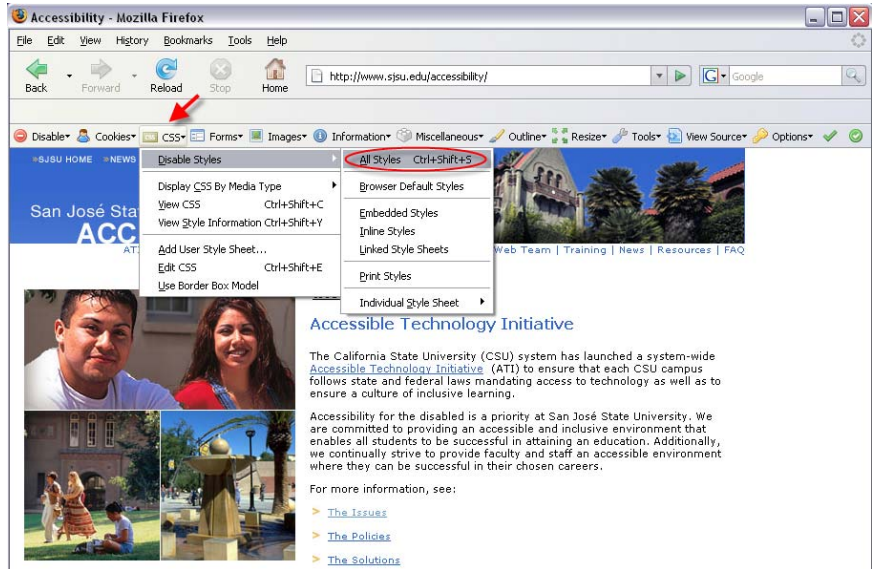 Accessibility - Mozilla Firefox
File Edit View History Bookmarks Tools Help
Back Forward Reload Stop Home http://www.sjsu.edu/accessibility/ G Google
Disable CSS Cookies Forms Images Information Miscellaneous Outline Resize Tools View Source Options
»SJSU HOME »NEWS
San José Sta
ACC
AT
Disable Styles
Display CSS By Media Type
View CSS Ctrl+Shift+C
View Style Information Ctrl+Shift+Y
Add User Style Sheet...
Edit CSS Ctrl+Shift+E
Use Border Box Model
All Styles Ctrl+Shift+S
Browser Default Styles
Embedded Styles
Inline Styles
Linked Style Sheets
Print Styles
Individual Style Sheet
Web Team | Training | News | Resources | FAQ
Accessible Technology Initiative
The California State University (CSU) system has launched a system-wide
Accessible Technology Initiative (ATI) to ensure that each CSU campus
follows state and federal laws mandating access to technology as well as to
ensure a culture of inclusive learning.
Accessibility for the disabled is a priority at San José State University. We
are committed to providing an accessible and inclusive environment that
enables all students to be successful in attaining an education. Additionally,
we continually strive to provide faculty and staff an accessible environment
where they can be successful in their chosen careers.
For more information, see:
> The Issues
> The Policies
> The Solutions